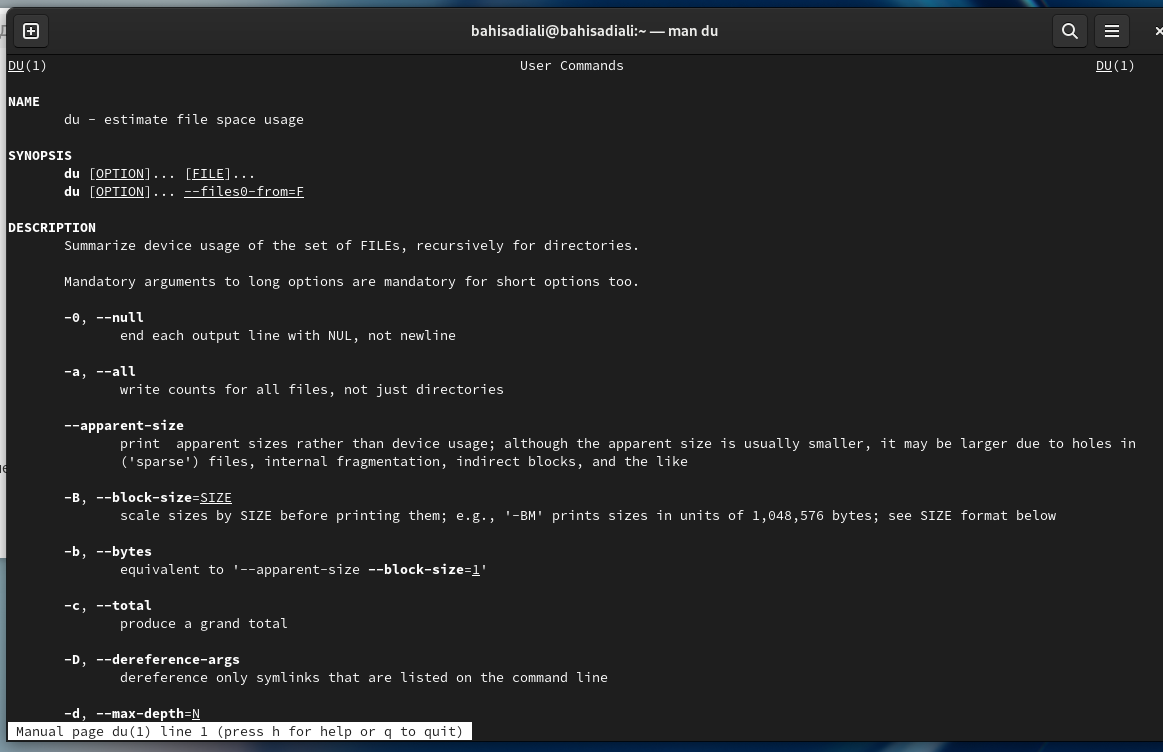 bahisadiali@bahisadiali:~ — man du
DU(1) User Commands DU(1)
NAME
du - estimate file space usage
SYNOPSIS
du [OPTION]... [FILE]...
du [OPTION]... --files0-from=F
DESCRIPTION
Summarize device usage of the set of FILEs, recursively for directories.
Mandatory arguments to long options are mandatory for short options too.
-0, --null
end each output line with NUL, not newline
-a, --all
write counts for all files, not just directories
--apparent-size
print  apparent sizes rather than device usage; although the apparent size is usually smaller, it may be larger due to holes in
('sparse') files, internal fragmentation, indirect blocks, and the like
-B, --block-size=SIZE
scale sizes by SIZE before printing them; e.g., '-BM' prints sizes in units of 1,048,576 bytes; see SIZE format below
-b, --bytes
equivalent to '--apparent-size --block-size=1'
-c, --total
produce a grand total
-D, --dereference-args
dereference only symlinks that are listed on the command line
-d, --max-depth=N
Manual page du(1) line 1 (press h for help or q to quit)